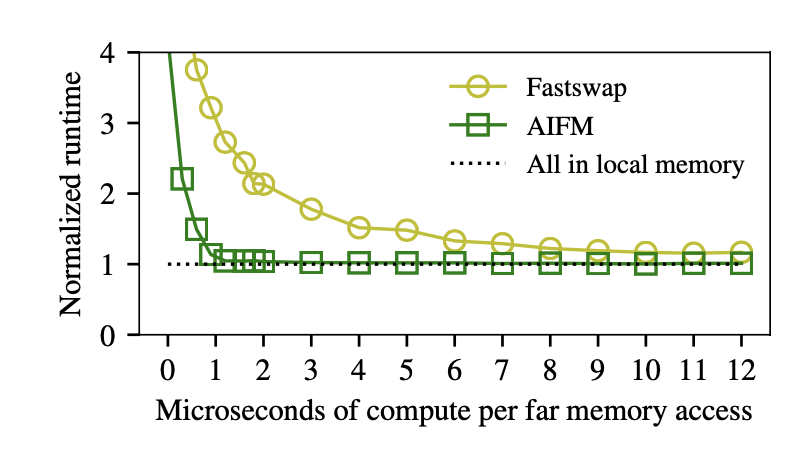 4
3
2
1
0
Normalized runtime
Fastswap
AIFM
All in local memory
0 1 2 3 4 5 6 7 8 9 10 11 12
Microseconds of compute per far memory access